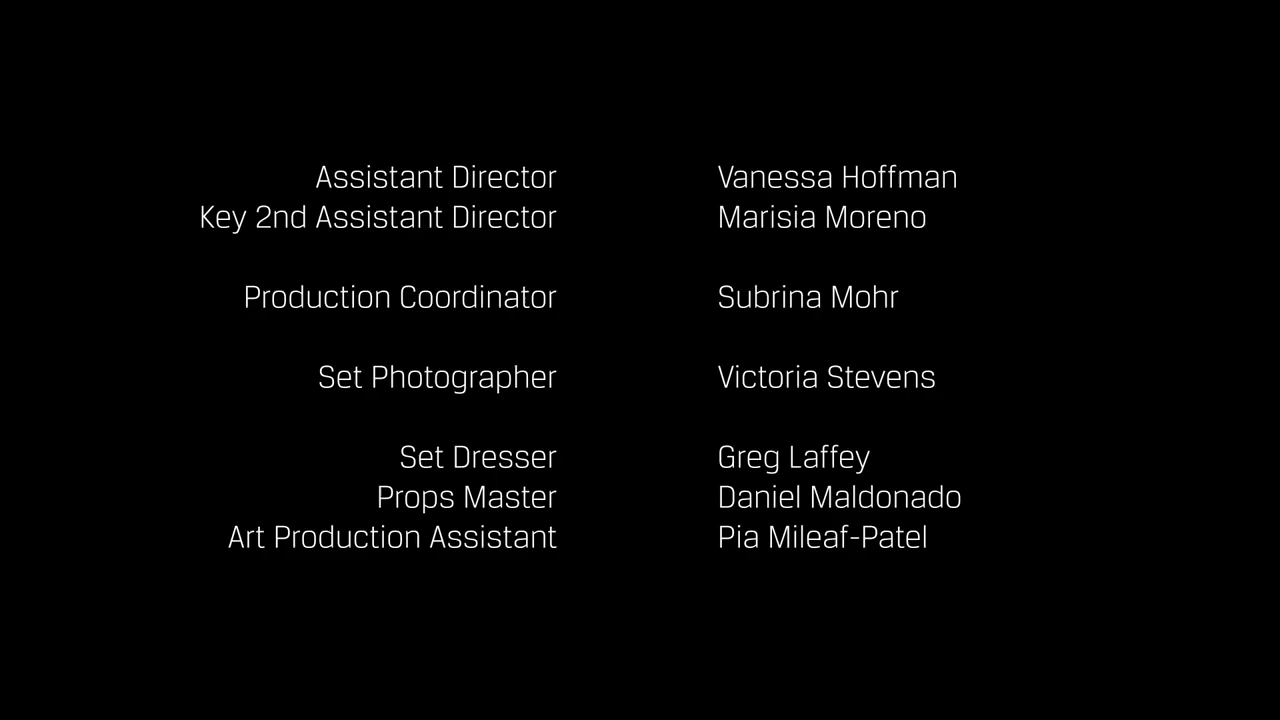 Assistant Director Vanessa Hoffman
Key 2nd Assistant Director Marisia Moreno
Production Coordinator Subrina Mohr
Set Photographer Victoria Stevens
Set Dresser Greg Laffey
Props Master Daniel Maldonado
Art Production Assistant Pia Mileaf-Patel